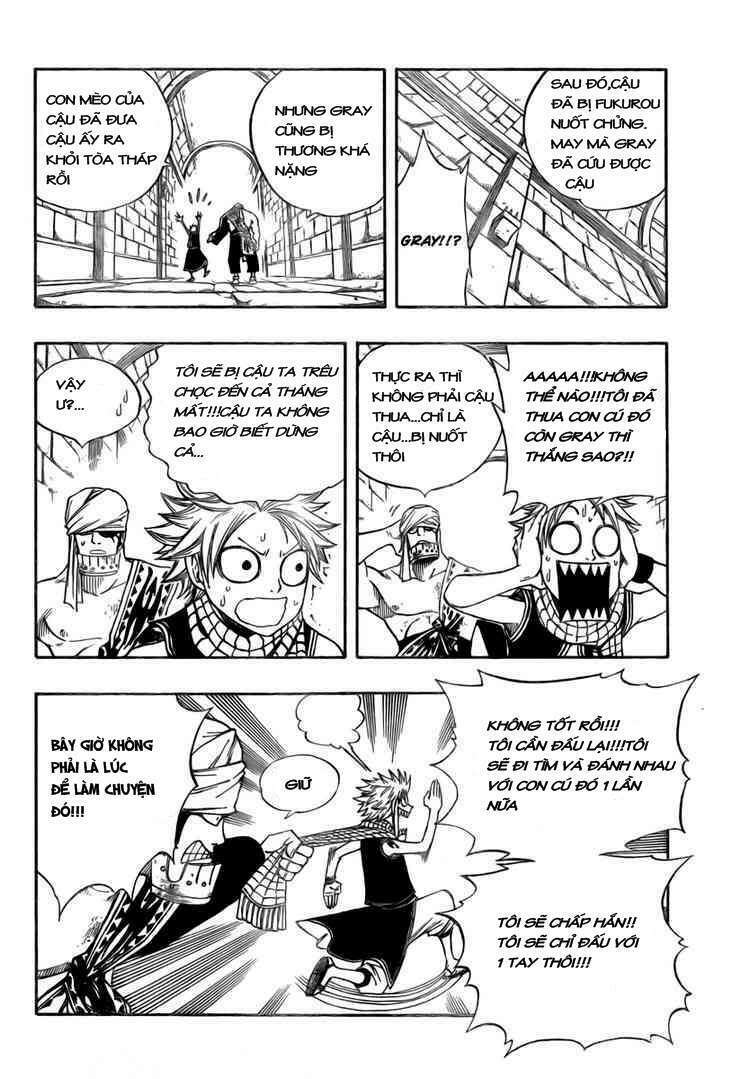 SAU ĐÓ,CẬU
ĐÃ BỊ FUKUROU
NUỐT CHỬNG.
MAY MÀ GRAY
ĐÃ CỨU ĐƯỢC
CẬU
GRAY!!?
NHƯNG GRAY
CŨNG BỊ
THƯƠNG KHÁ
NẶNG
CON MÈO CỦA
CẬU ĐÃ ĐƯA
CẬU ẤY RA
KHỎI TÒA THÁP
RỒI
AAAAA!!!KHÔNG
THỂ NÀO!!!TÔI ĐÃ
THUA CON CÚ ĐÓ
CỚN GRAY THÌ
THẮNG SAO?!!
THỰC RA THÌ
KHÔNG PHẢI CẬU
THUA...CHỈ LÀ
CẬU...BỊ NUỐT
THÔI
TÔI SẼ BỊ CẬU TA TRÊU
CHỌC ĐẾN CẢ THÁNG
MẤT!!!CẬU TA KHÔNG
BAO GIỜ BIẾT DỪNG
CẢ...
VẬY
Ư?...
KHÔNG TỐT RỒI!!!
TÔI CẦN ĐẤU LẠI!!!TÔI
SẼ ĐI TÌM VÀ ĐÁNH NHAU
VỚI CON CÚ ĐÓ 1 LẦN
NỮA
TÔI SẼ CHẤP HẮN!!
TÔI SẼ CHỈ ĐẤU VỚI
1 TAY THÔI!!!
GIỮ
BÂY GIỜ KHÔNG
PHẢI LÀ LÚC
ĐỂ LÀM CHUYỆN
ĐÓ!!!